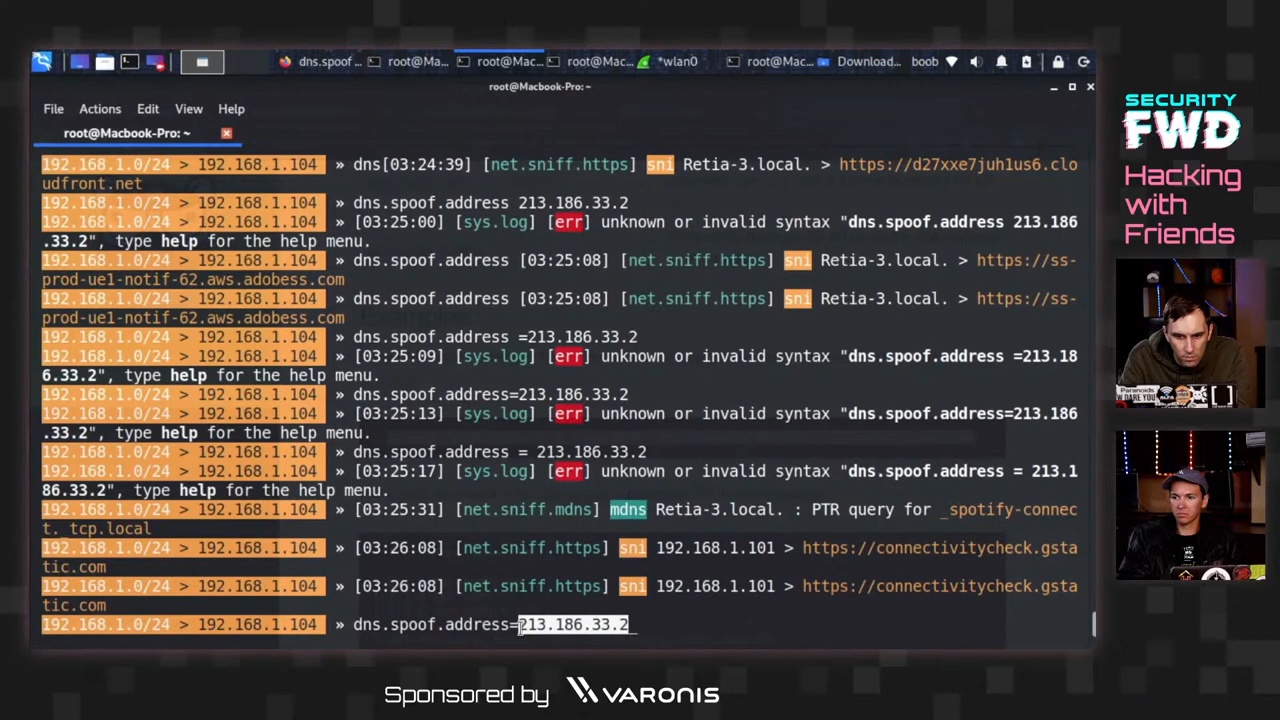 dns.spoof... root@Ma... root@Mac... root@Mac... *wlan0 root@Mac... Download... boob
root@Macbook-Pro: ~
File Actions Edit View Help
root@Macbook-Pro: ~
192.168.1.0/24 > 192.168.1.104 » dns[03:24:39] [net.sniff.https] sni Retia-3.local. > https://d27xxe7juh1us6.clo
udfront.net
192.168.1.0/24 > 192.168.1.104 » dns.spoof.address 213.186.33.2
192.168.1.0/24 > 192.168.1.104 » [03:25:00] [sys.log] [err] unknown or invalid syntax "dns.spoof.address 213.186
.33.2", type help for the help menu.
192.168.1.0/24 > 192.168.1.104 » dns.spoof.address [03:25:08] [net.sniff.https] sni Retia-3.local. > https://ss-
prod-ue1-notif-62.aws.adobess.com
192.168.1.0/24 > 192.168.1.104 » dns.spoof.address [03:25:08] [net.sniff.https] sni Retia-3.local. > https://ss-
prod-ue1-notif-62.aws.adobess.com
192.168.1.0/24 > 192.168.1.104 » dns.spoof.address =213.186.33.2
192.168.1.0/24 > 192.168.1.104 » [03:25:09] [sys.log] [err] unknown or invalid syntax "dns.spoof.address =213.18
6.33.2", type help for the help menu.
192.168.1.0/24 > 192.168.1.104 » dns.spoof.address=213.186.33.2
192.168.1.0/24 > 192.168.1.104 » [03:25:13] [sys.log] [err] unknown or invalid syntax "dns.spoof.address=213.186
.33.2", type help for the help menu.
192.168.1.0/24 > 192.168.1.104 » dns.spoof.address = 213.186.33.2
192.168.1.0/24 > 192.168.1.104 » [03:25:17] [sys.log] [err] unknown or invalid syntax "dns.spoof.address = 213.1
86.33.2", type help for the help menu.
192.168.1.0/24 > 192.168.1.104 » [03:25:31] [net.sniff.mdns] mdns Retia-3.local. : PTR query for _spotify-connec
t._tcp.local
192.168.1.0/24 > 192.168.1.104 » [03:26:08] [net.sniff.https] sni 192.168.1.101 > https://connectivitycheck.gsta
tic.com
192.168.1.0/24 > 192.168.1.104 » [03:26:08] [net.sniff.https] sni 192.168.1.101 > https://connectivitycheck.gsta
tic.com
192.168.1.0/24 > 192.168.1.104 » dns.spoof.address=213.186.33.2
SECURITY
FWD
Hacking
with
Friends
Paranoids
Sponsored by VARONIS